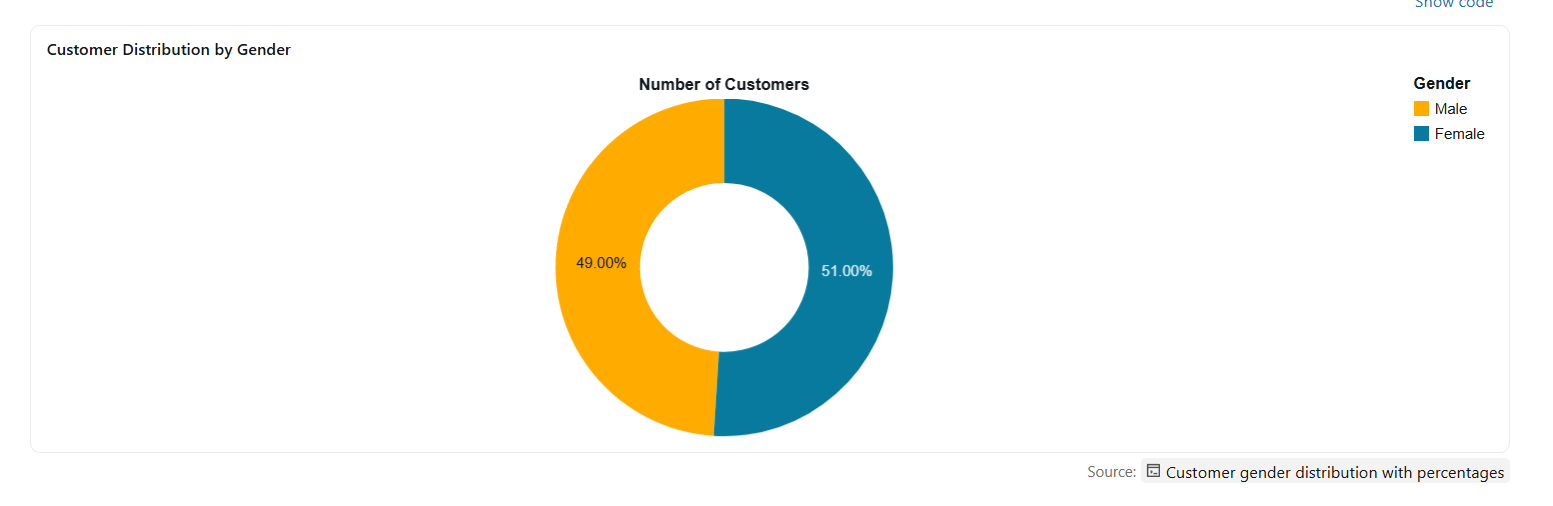 Show code
Customer Distribution by Gender
Number of Customers
Gender
Male
Female
49.00%
51.00%
Source: Customer gender distribution with percentages